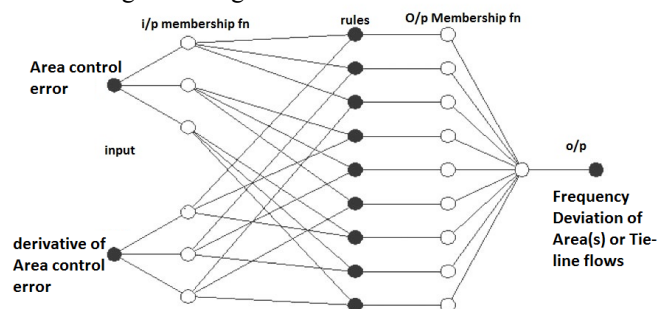 i/p membership fn
rules
O/p Membership fn
Area control
error
input
o/p
derivative of
Area control
error
Frequency
Deviation of
Area(s) or Tie-
line flows